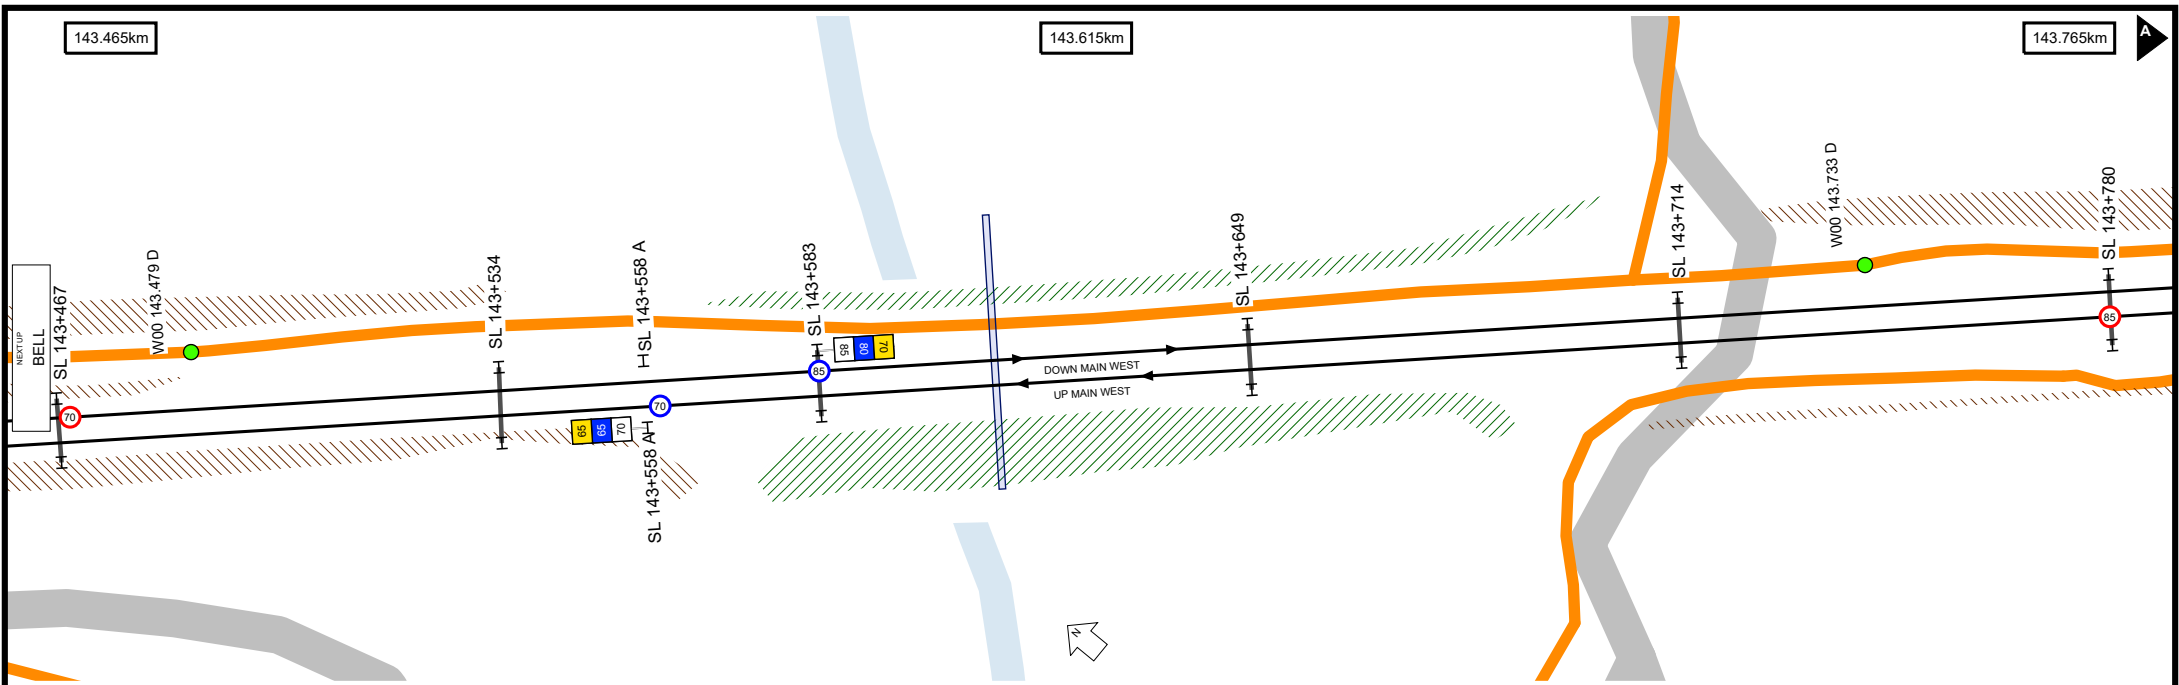 143.465km
143.615km
143.765km
A
NEXT UP
BELL
SL 143+467
W00 143.479 D
SL 143+534
SL 143+558 A
SL 143+583
SL 143+649
SL 143+714
W00 143.733 D
SL 143+780
70
85
85 80 70
70
85
65 65 70
SL 143+558 A
DOWN MAIN WEST
UP MAIN WEST
N